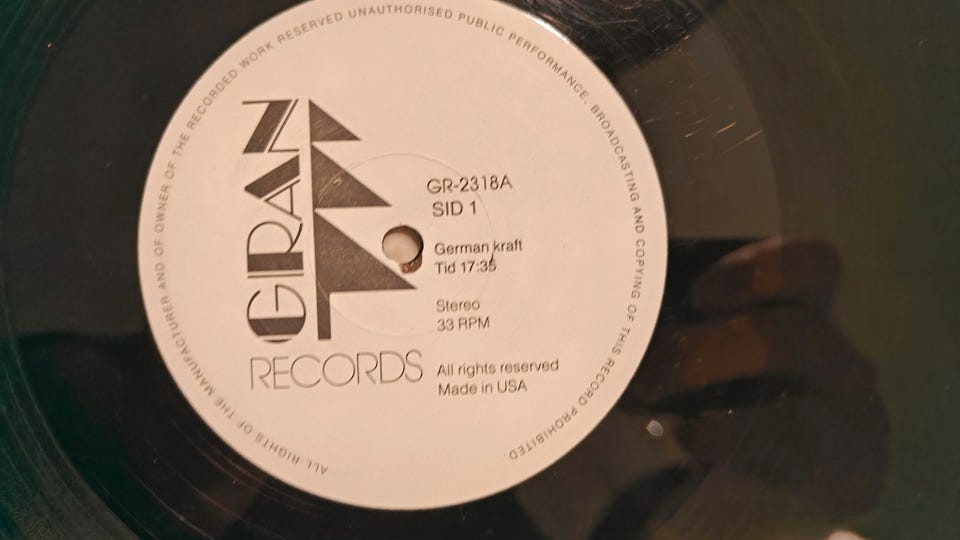 ALL RIGHTS OF THE MANUFACTURER AND OF OWNER OF THE RECORDED WORK RESERVED UNAUTHORISED PUBLIC PERFORMANCE, BROADCASTING AND COPYING OF THIS RECORD PROHIBITED.
GRAN
RECORDS
GR-2318A
SID 1
German kraft
Tid 17:35
Stereo
33 RPM
All rights reserved
Made in USA